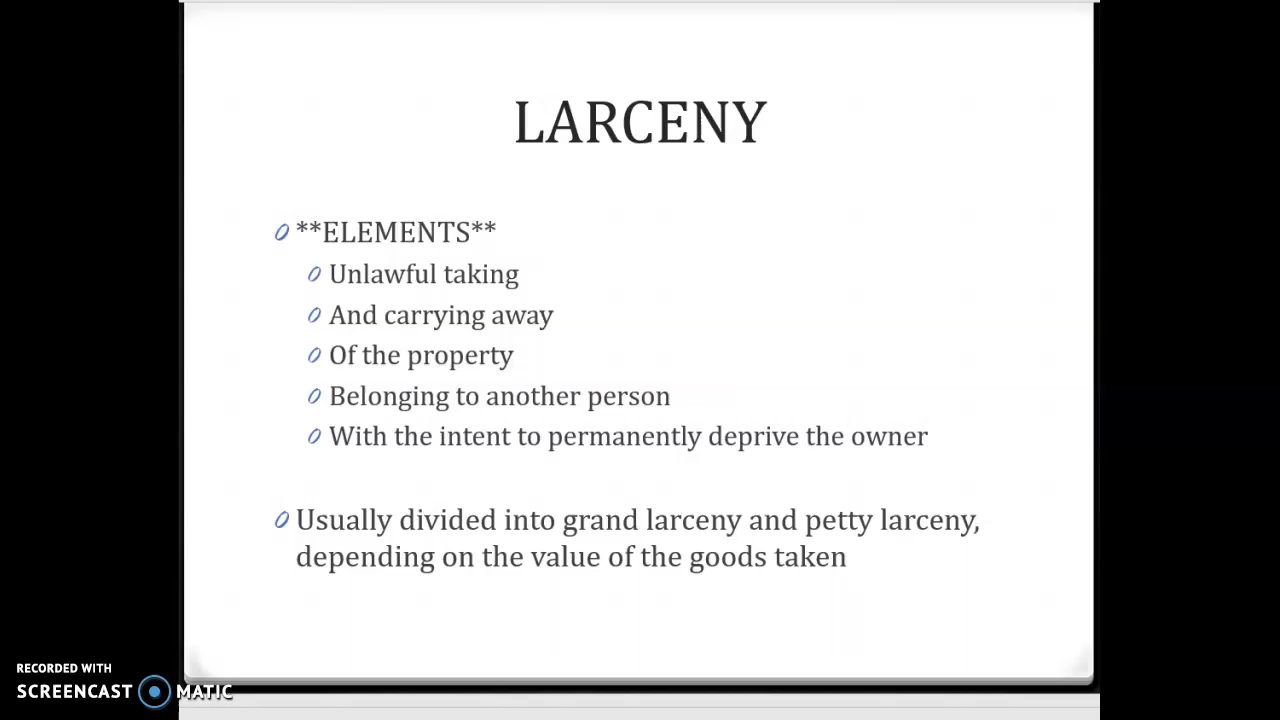 LARCENY
**ELEMENTS**
Unlawful taking
And carrying away
Of the property
Belonging to another person
With the intent to permanently deprive the owner
Usually divided into grand larceny and petty larceny,
depending on the value of the goods taken
RECORDED WITH
SCREENCAST MATIC